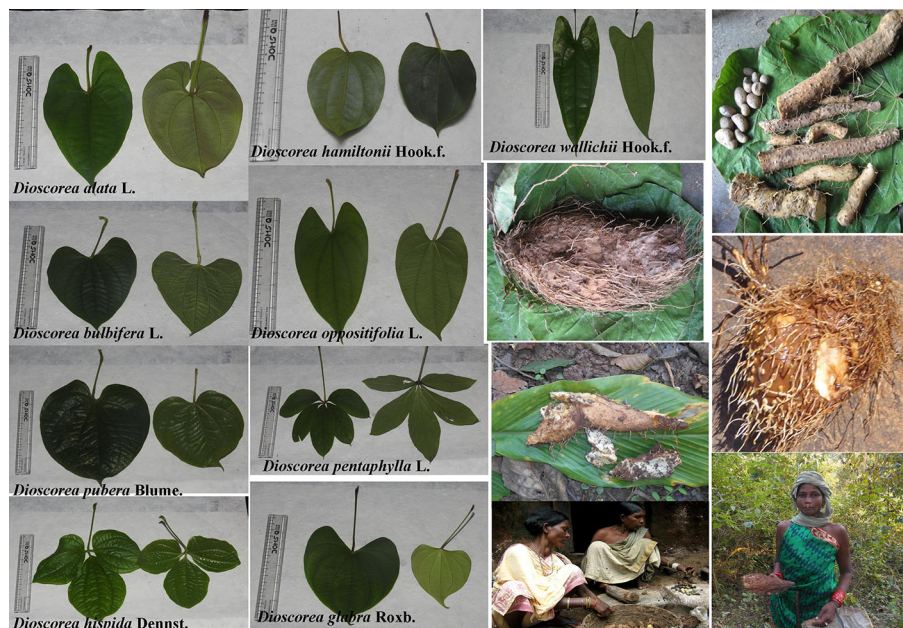 Dioscorea alata L.
Dioscorea bulbifera L.
Dioscorea pubera Blume.
Dioscorea hispida Dennst.
Dioscorea hamiltonii Hook.f.
Dioscorea oppositifolia L.
Dioscorea pentaphylla L.
Dioscorea glabra Roxb.
Dioscorea wallichii Hook.f.